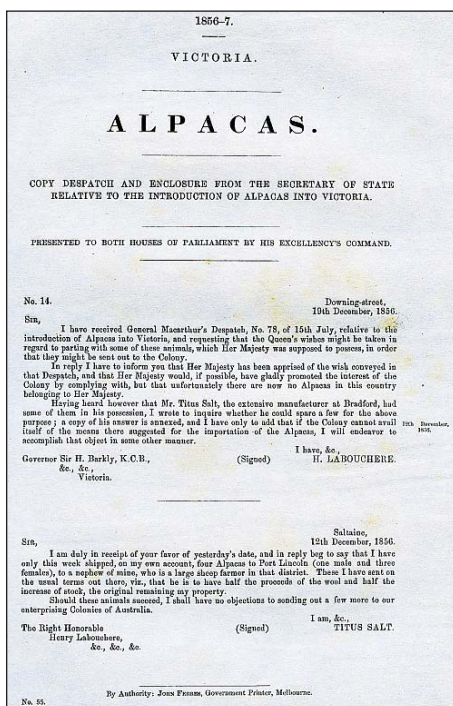 1856-7.
VICTORIA.
ALPACAS.
COPY DESPATCH AND ENCLOSURE FROM THE SECRETARY OF STATE
RELATIVE TO THE INTRODUCTION OF ALPACAS INTO VICTORIA.
PRESENTED TO BOTH HOUSES OF PARLIAMENT BY HIS EXCELLENCY'S COMMAND.
No. 14.
Downing-street,
19th December, 1856.
Sir,
I have received General Macarthur's Despatch, No. 78, of 15th July, relative to the
introduction of Alpacas into Victoria, and requesting that the Queen's wishes might be taken in
regard to parting with some of these animals, which Her Majesty was supposed to possess, in order
that they might be sent out to the Colony.
In reply I have to inform you that Her Majesty has been apprised of the wish conveyed in
that Despatch, and that Her Majesty would, if possible, have gladly promoted the interest of the
Colony by complying with, but that unfortunately there are now no Alpacas in this country
belonging to Her Majesty.
Having heard however that Mr. Titus Salt, the extensive manufacturer at Bradford, had
some of them in his possession, I wrote to inquire whether he could spare a few for the above
purpose; a copy of his answer is annexed, and I have only to add that if the Colony cannot avail
itself of the means there suggested for the importation of the Alpacas, I will endeavor to
accomplish that object in some other manner.
12th December,
1856.
I have, &c.,
Governor Sir H. Barkly, K.C.B., (Signed) H. LABOUCHERE.
&c., &c.,
Victoria.
Saltaine,
12th December, 1856.
Sir,
I am duly in receipt of your favor of yesterday's date, and in reply beg to say that I have
only this week shipped, on my own account, four Alpacas to Port Lincoln (one male and three
females), to a nephew of mine, who is a large sheep farmer in that district. These I have sent on
the usual terms out there, viz., that he is to have half the proceeds of the wool and half the
increase of stock, the original remaining my property.
Should these animals succeed, I shall have no objections to sending out a few more to our
enterprising Colonies of Australia.
I am, &c.,
The Right Honorable (Signed) TITUS SALT.
Henry Labouchere,
&c., &c., &c.
By Authority: JOHN FERRES, Government Printer, Melbourne.
No. 55.